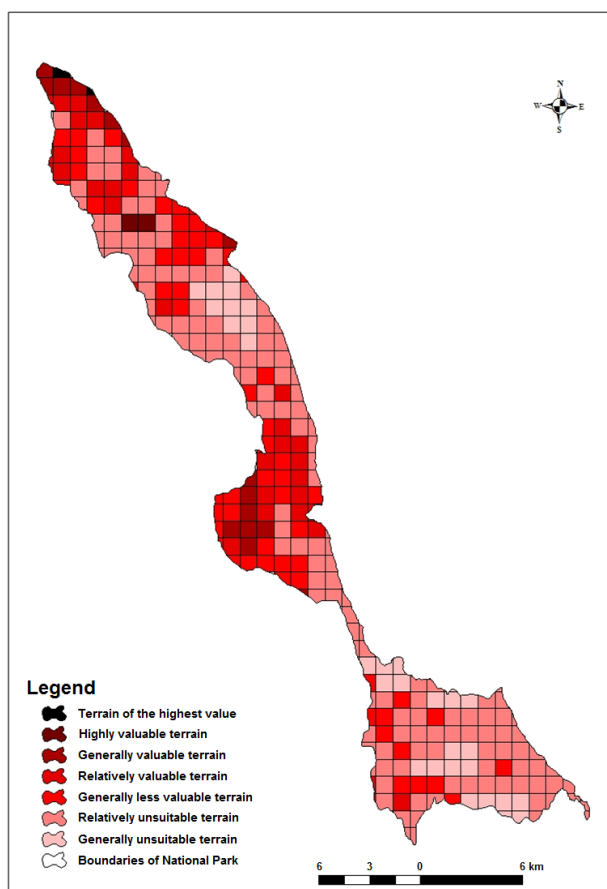 N
W E
S
Legend
Terrain of the highest value
Highly valuable terrain
Generally valuable terrain
Relatively valuable terrain
Generally less valuable terrain
Relatively unsuitable terrain
Generally unsuitable terrain
Boundaries of National Park
6 3 0 6 km